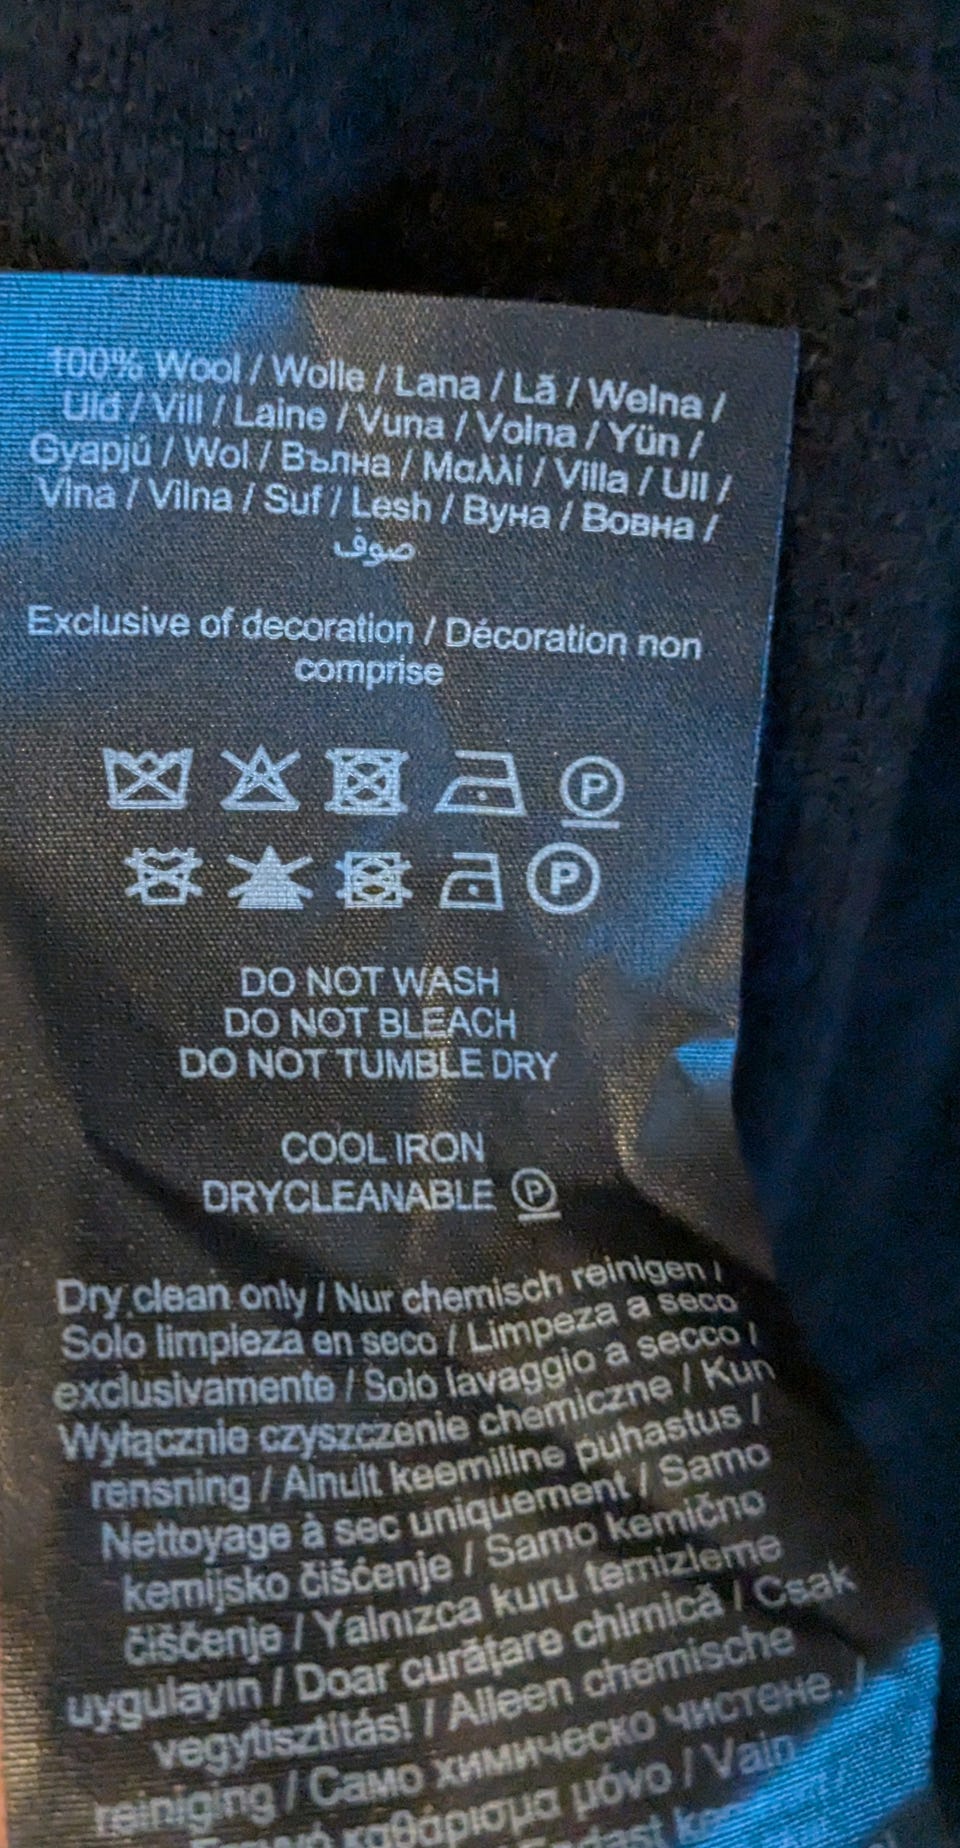 100% Wool / Wolle / Lana / Lã / Wełna /
Uld / Vill / Laine / Vuna / Volna / Yün /
Gyapjú / Wol / Вълна / Μαλλί / Villa / Ull /
Vlna / Vilna / Suf / Lesh / Вуна / Вовна /
صوف
Exclusive of decoration / Décoration non
comprise
P
P
DO NOT WASH
DO NOT BLEACH
DO NOT TUMBLE DRY
COOL IRON
DRYCLEANABLE P
Dry clean only / Nur chemisch reinigen /
Solo limpieza en seco / Limpeza a seco
exclusivamente / Solo lavaggio a secco /
Wyłącznie czyszczenie chemiczne / Kun
rensning / Ainult keemiline puhastus /
Nettoyage à sec uniquement / Samo
kemijsko čišćenje / Samo kemično
čiščenje / Yalnızca kuru temizleme
uygulayın / Doar curățare chimică / Csak
vegytisztítás! / Alleen chemische
reiniging / Само химическо чистене /
καθάρισμα μόνο / Vain